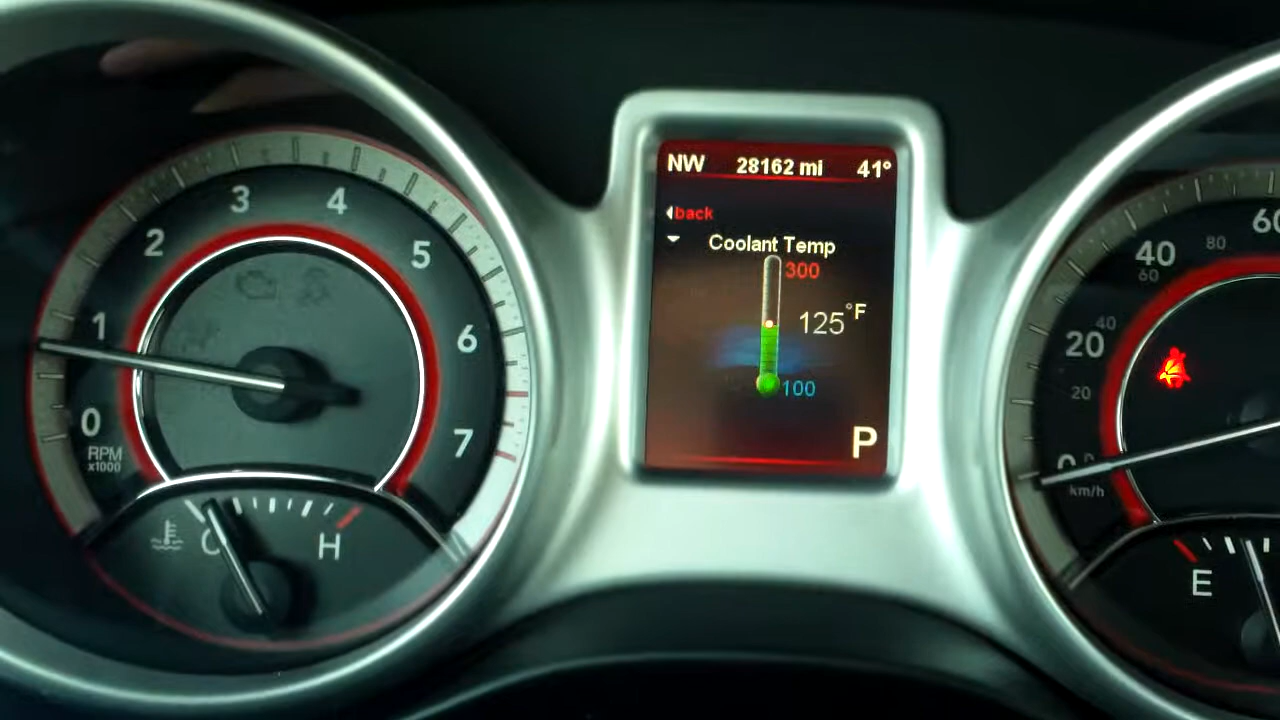 NW 28162 mi 41°
back
Coolant Temp
300
125°F
100
P
0 1 2 3 4 5 6 7
RPM
x1000
C H
0 20 40 60
0 20 40 60 80
km/h
E